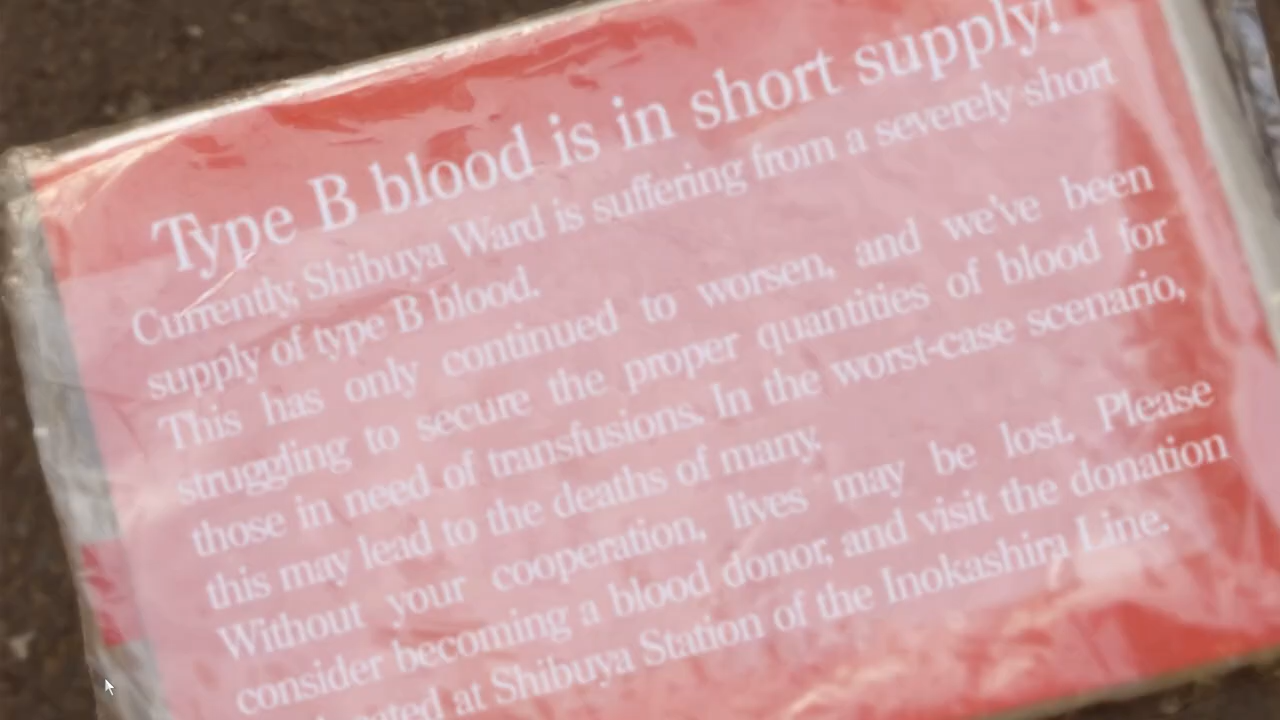 Type B blood is in short supply!
Currently, Shibuya Ward is suffering from a severely short
supply of type B blood.
This has only continued to worsen, and we've been
struggling to secure the proper quantities of blood for
those in need of transfusions. In the worst-case scenario,
this may lead to the deaths of many.
Without your cooperation, lives may be lost. Please
consider becoming a blood donor, and visit the donation
at Shibuya Station of the Inokashira Line.